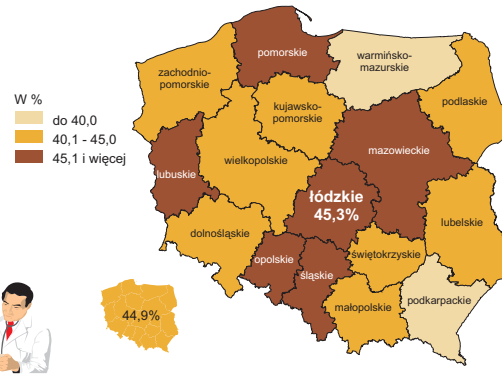 pomorskie
warmińsko-
mazurskie
zachodnio-
pomorskie
podlaskie
W %
do 40,0
40,1 - 45,0
45,1 i więcej
kujawsko-
pomorskie
mazowieckie
wielkopolskie
lubuskie
łódzkie
45,3%
lubelskie
dolnośląskie
świętokrzyskie
opolskie
śląskie
podkarpackie
małopolskie
44,9%